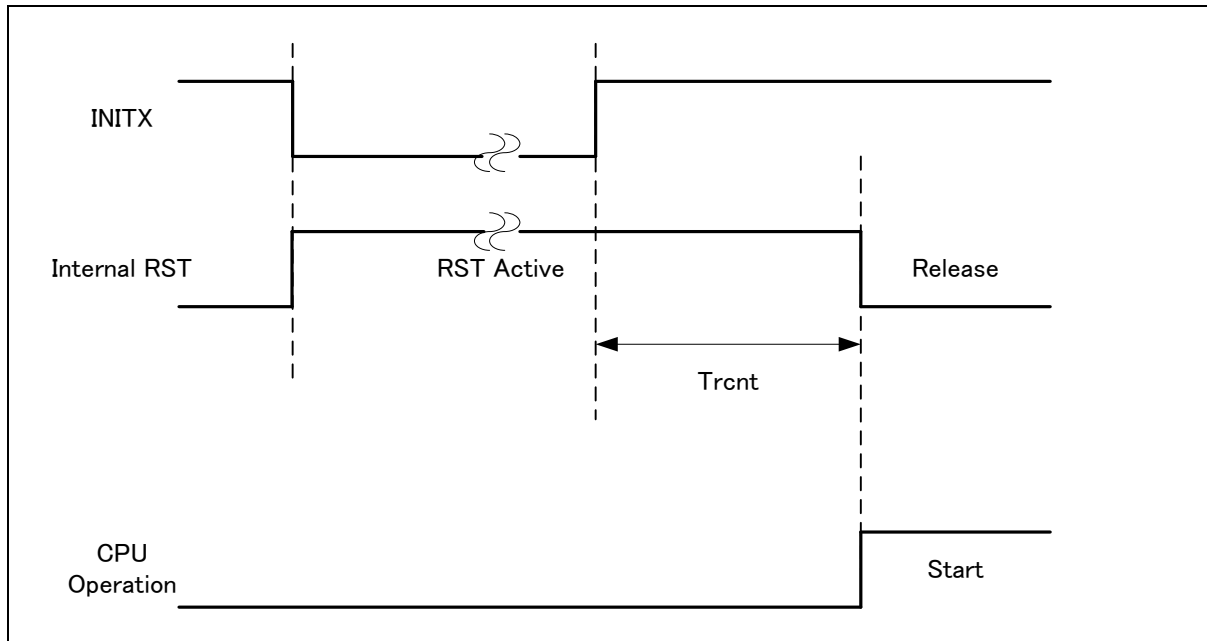 INITX
Internal RST
RST Active
Release
Trcnt
CPU
Operation
Start